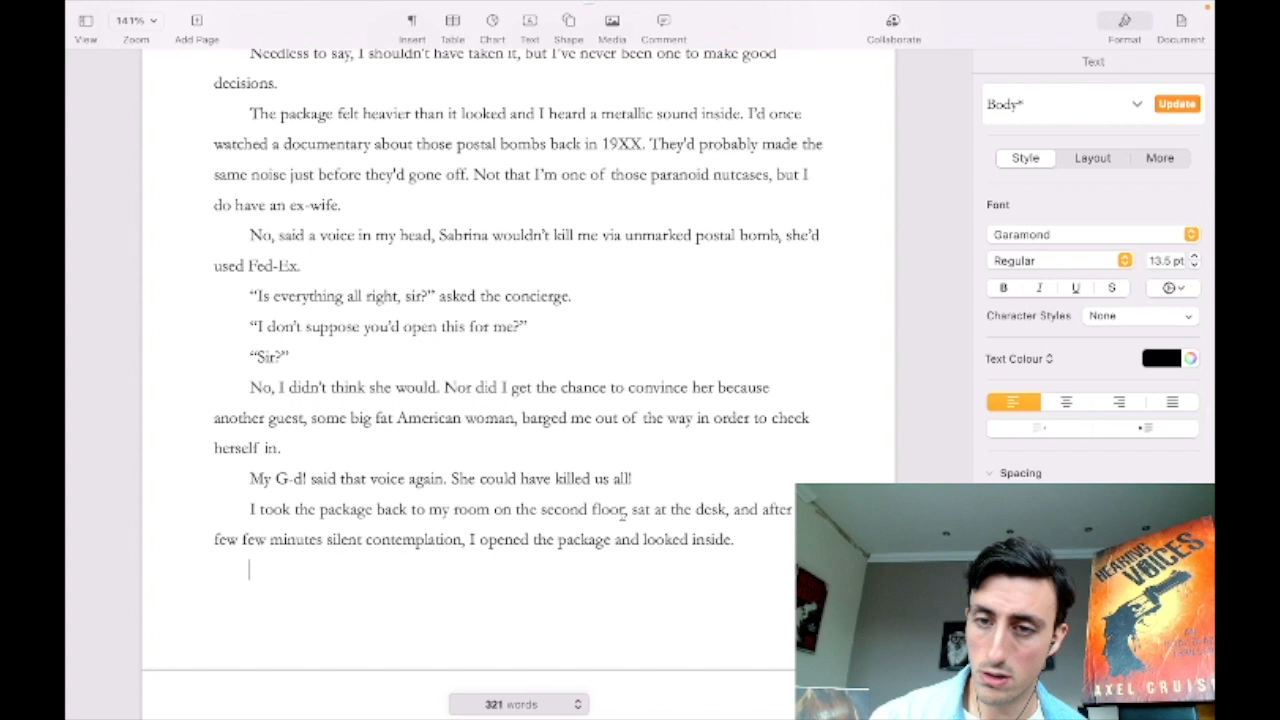 141%
View
Zoom
Add Page
Insert
Table
Chart
Text
Shape
Media
Comment
Collaborate
Format
Document
Needless to say, I shouldn't have taken it, but I've never been one to make good
decisions.
The package felt heavier than it looked and I heard a metallic sound inside. I'd once
watched a documentary about those postal bombs back in 19XX. They'd probably made the
same noise just before they'd gone off. Not that I'm one of those paranoid nutcases, but I
do have an ex-wife.
No, said a voice in my head, Sabrina wouldn't kill me via unmarked postal bomb, she'd
used Fed-Ex.
“Is everything all right, sir?” asked the concierge.
“I don't suppose you'd open this for me?”
“Sir?”
No, I didn't think she would. Nor did I get the chance to convince her because
another guest, some big fat American woman, barged me out of the way in order to check
herself in.
My G-d! said that voice again. She could have killed us all!
I took the package back to my room on the second floor, sat at the desk, and after
few few minutes silent contemplation, I opened the package and looked inside.
321 words
Text
Body*
Update
Style
Layout
More
Font
Garamond
Regular
13.5 pt
B I U S
Character Styles
None
Text Colour
Spacing
HEARING
VOICES
AXEL CRUIS